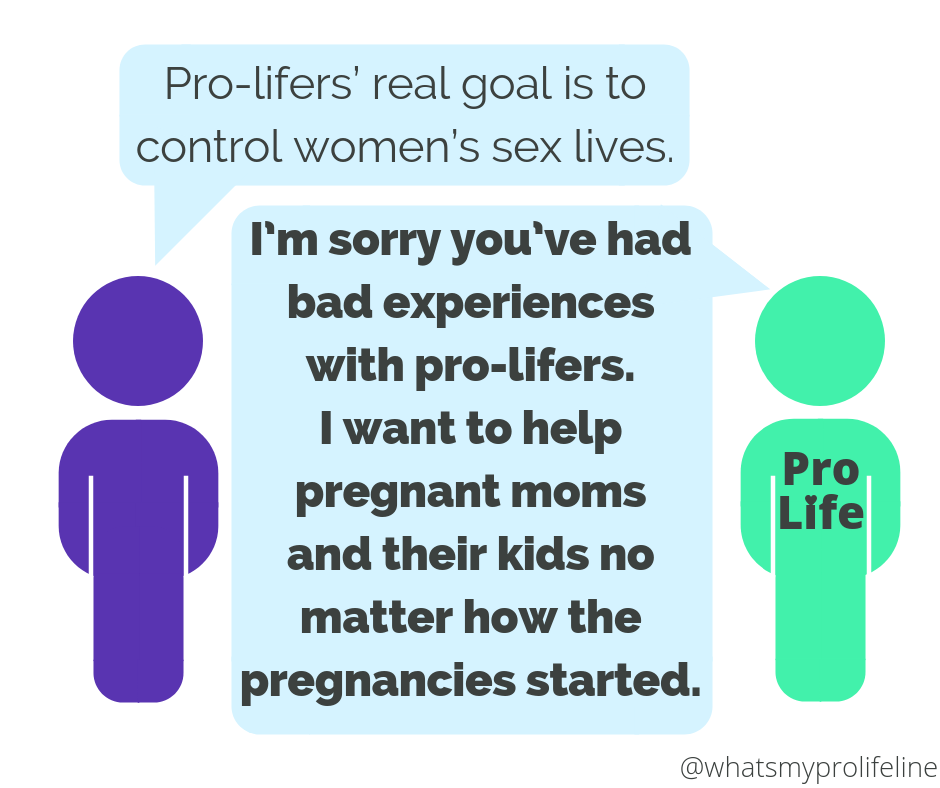 Pro-lifers’ real goal is to
control women’s sex lives.
I’m sorry you’ve had
bad experiences
with pro-lifers.
I want to help
pregnant moms
and their kids no
matter how the
pregnancies started.
Pro
Life
@whatsmyprolifeline